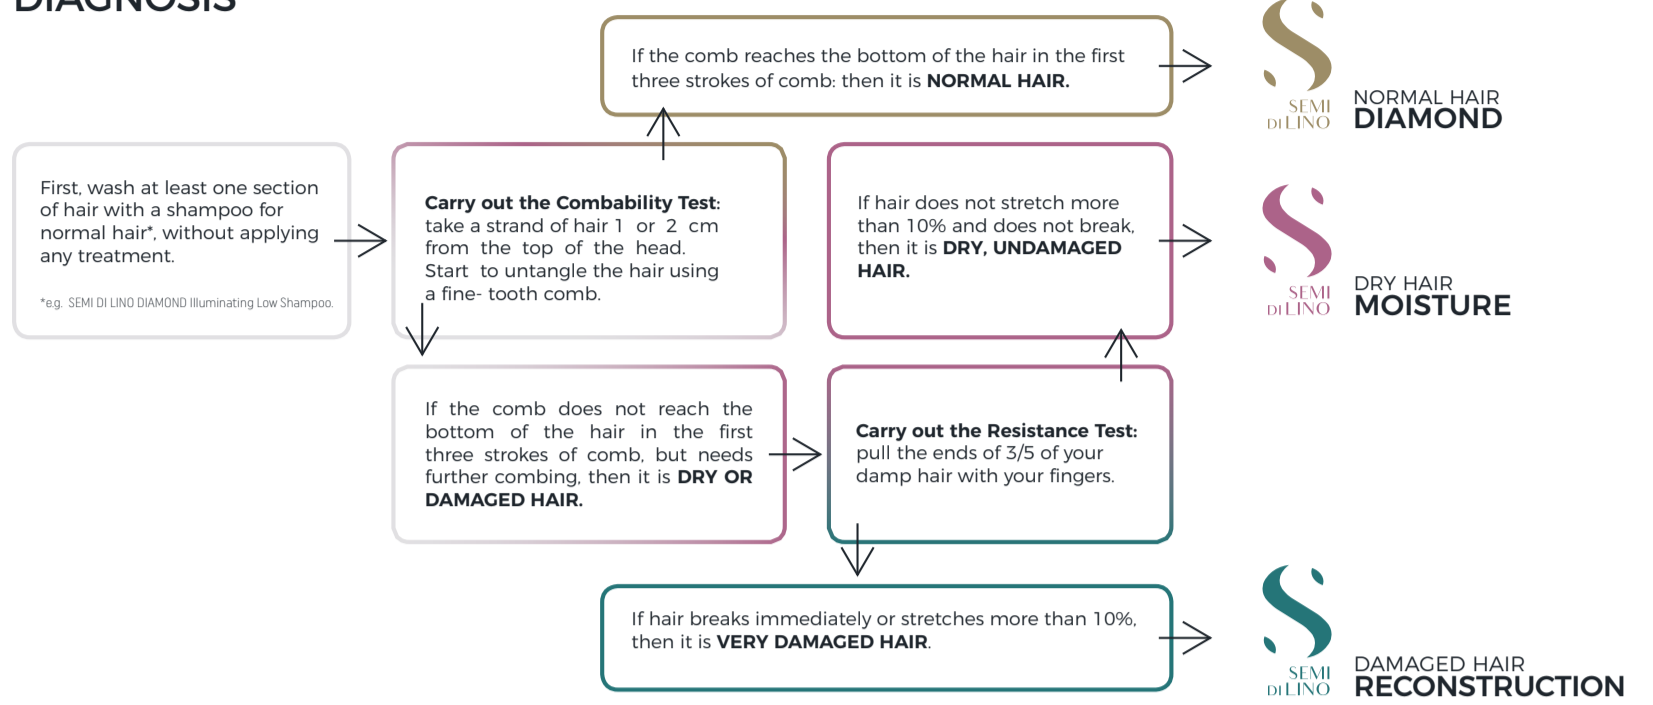 DIAGNOSIS
If the comb reaches the bottom of the hair in the first
three strokes of comb: then it is NORMAL HAIR.
SEMI
DI LINO
NORMAL HAIR
DIAMOND
First, wash at least one section
of hair with a shampoo for
normal hair*, without applying
any treatment.
*e.g. SEMI DI LINO DIAMOND Illuminating Low Shampoo.
Carry out the Combability Test:
take a strand of hair 1 or 2 cm
from the top of the head.
Start to untangle the hair using
a fine- tooth comb.
If hair does not stretch more
than 10% and does not break,
then it is DRY, UNDAMAGED
HAIR.
SEMI
DI LINO
DRY HAIR
MOISTURE
If the comb does not reach the
bottom of the hair in the first
three strokes of comb, but needs
further combing, then it is DRY OR
DAMAGED HAIR.
Carry out the Resistance Test:
pull the ends of 3/5 of your
damp hair with your fingers.
If hair breaks immediately or stretches more than 10%,
then it is VERY DAMAGED HAIR.
SEMI
DI LINO
DAMAGED HAIR
RECONSTRUCTION